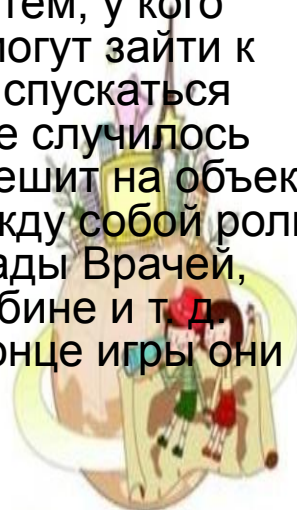 тем, у кого
могут зайти к
спускаться
е случилось
ешит на объек
жду собой роли
ады Врачей,
бине и т. д.
онце игры они